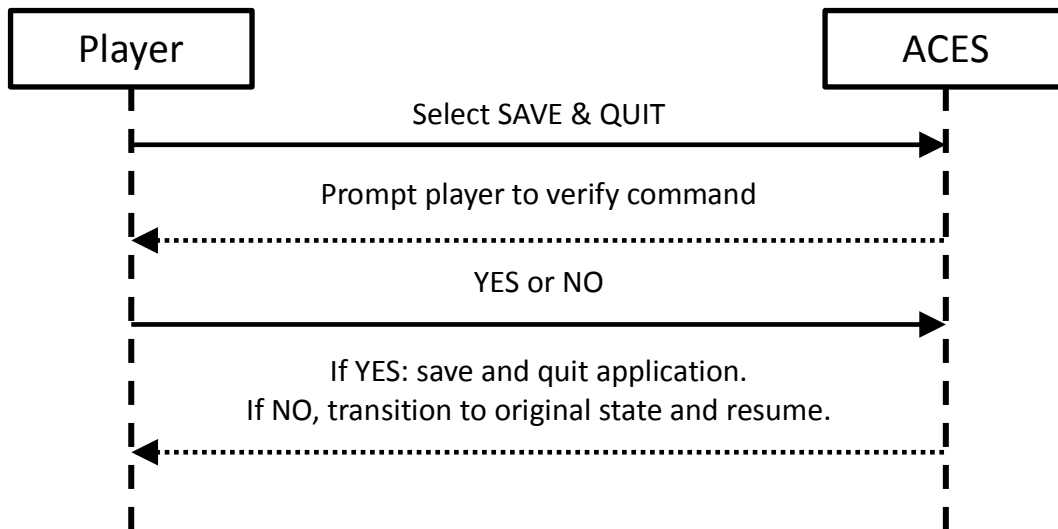 Player
ACES
Select SAVE & QUIT
Prompt player to verify command
YES or NO
If YES: save and quit application.
If NO, transition to original state and resume.